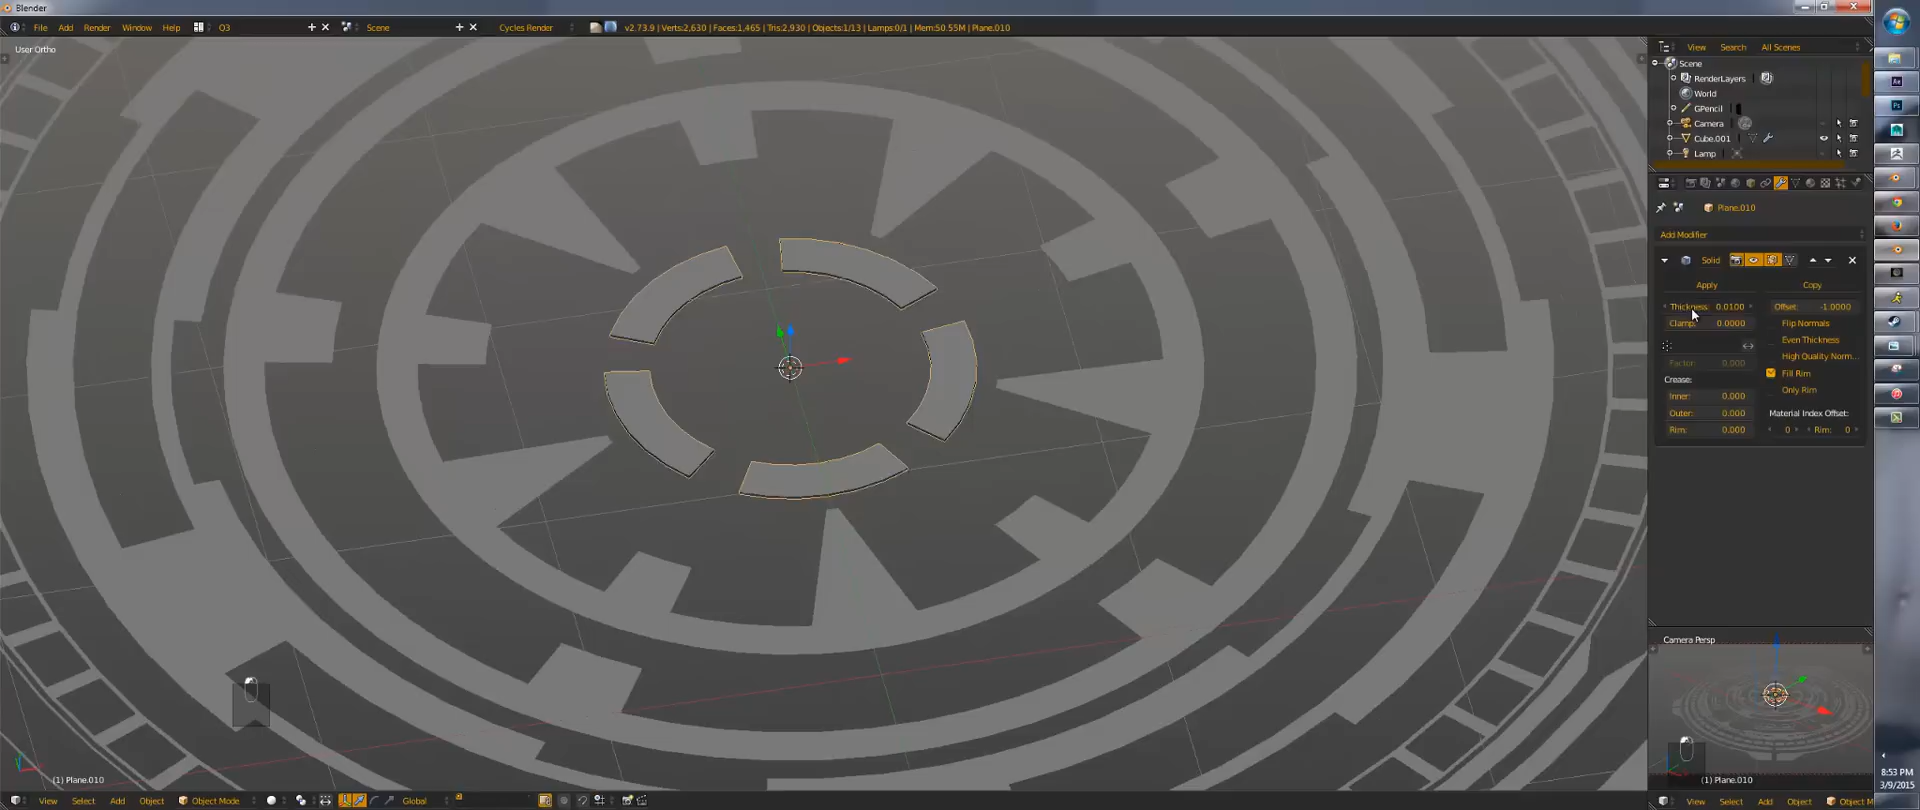 Blender
File Add Render Window Help Q3 Scene Cycles Render v2.73.9 | Verts:2,630 | Faces:1,465 | Tris:2,930 | Objects:1/13 | Lamps:0/1 | Mem:50.55M | Plane.010
User Ortho
View Search All Scenes
Scene
RenderLayers
World
GPencil
Camera
Cube.001
Lamp
Plane.010
Add Modifier
Solid
Apply Copy
Thickness: 0.0100 Offset: -1.0000
Clamp: 0.0000 Flip Normals
Even Thickness
High Quality Norm...
Factor: 0.000
Fill Rim
Crease:
Only Rim
Inner: 0.000
Outer: 0.000 Material Index Offset:
Rim: 0.000 0 Rim: 0
Camera Persp
(1) Plane.010
(1) Plane.010
View Select Add Object Object Mode Global
View Select Add Object Object M
8:53 PM
3/9/2015